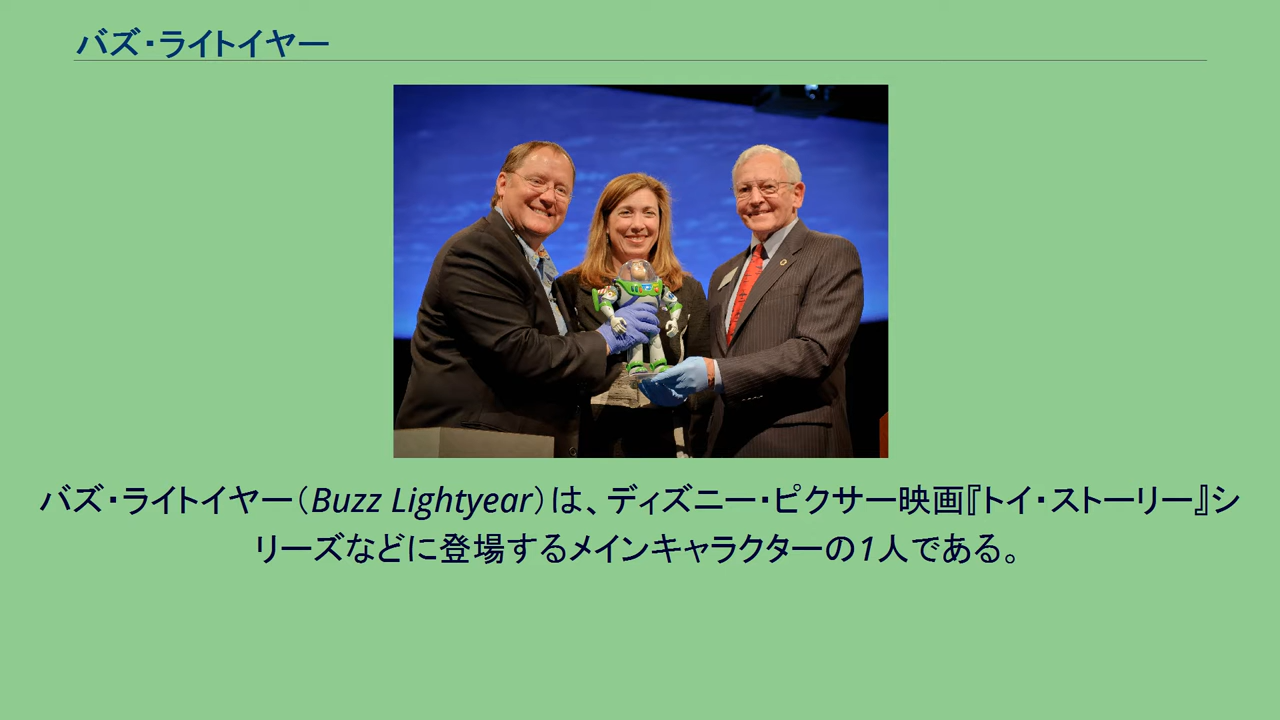 バズ・ライトイヤー
バズ・ライトイヤー（Buzz Lightyear）は、ディズニー・ピクサー映画『トイ・ストーリー』シ
リーズなどに登場するメインキャラクターの1人である。